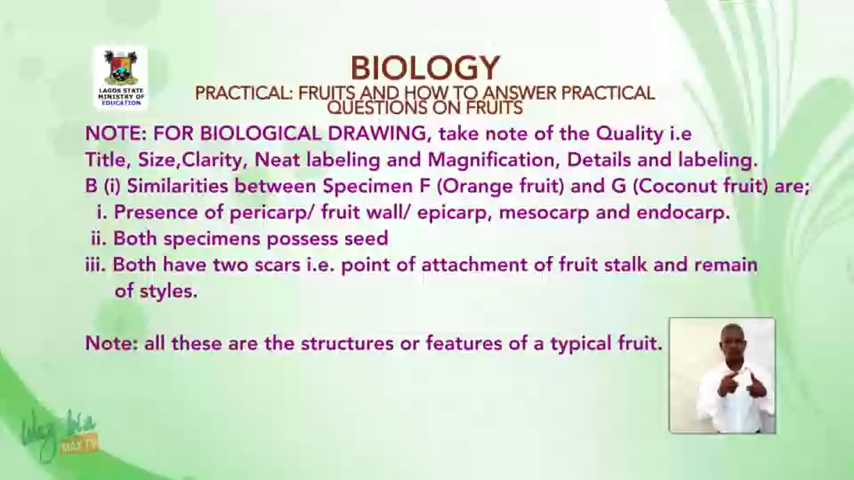 LAGOS STATE
MINISTRY OF
EDUCATION
BIOLOGY
PRACTICAL: FRUITS AND HOW TO ANSWER PRACTICAL
QUESTIONS ON FRUITS
NOTE: FOR BIOLOGICAL DRAWING, take note of the Quality i.e
Title, Size,Clarity, Neat labeling and Magnification, Details and labeling.
B (i) Similarities between Specimen F (Orange fruit) and G (Coconut fruit) are;
i. Presence of pericarp/ fruit wall/ epicarp, mesocarp and endocarp.
ii. Both specimens possess seed
iii. Both have two scars i.e. point of attachment of fruit stalk and remain
of styles.
Note: all these are the structures or features of a typical fruit.
MAX TV